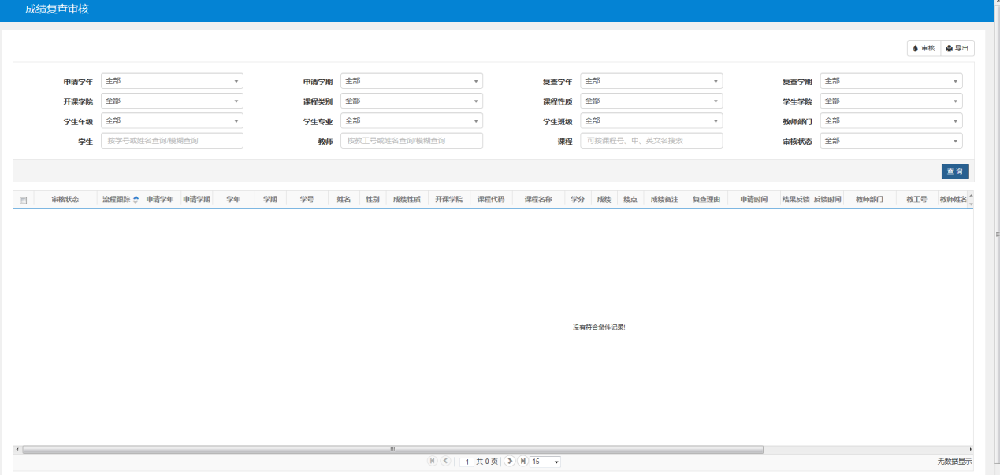 成绩复查审核
审核 导出
申请学年 全部 申请学期 全部 复查学年 全部 复查学期 全部
开课学院 全部 课程类别 全部 课程性质 全部 学生学院 全部
学生年级 全部 学生专业 全部 学生班级 全部 教师部门 全部
学生 按学号或姓名查询/模糊查询 教师 按教工号或姓名查询/模糊查询 课程 可按课程号、中、英文名搜索 审核状态 全部
查 询
审核状态 流程跟踪 申请学年 申请学期 学年 学期 学号 姓名 性别 成绩性质 开课学院 课程代码 课程名称 学分 成绩 绩点 成绩备注 复查理由 申请时间 结果反馈 反馈时间 教师部门 教工号 教师姓名
没有符合条件记录!
1 共 0 页 15 无数据显示